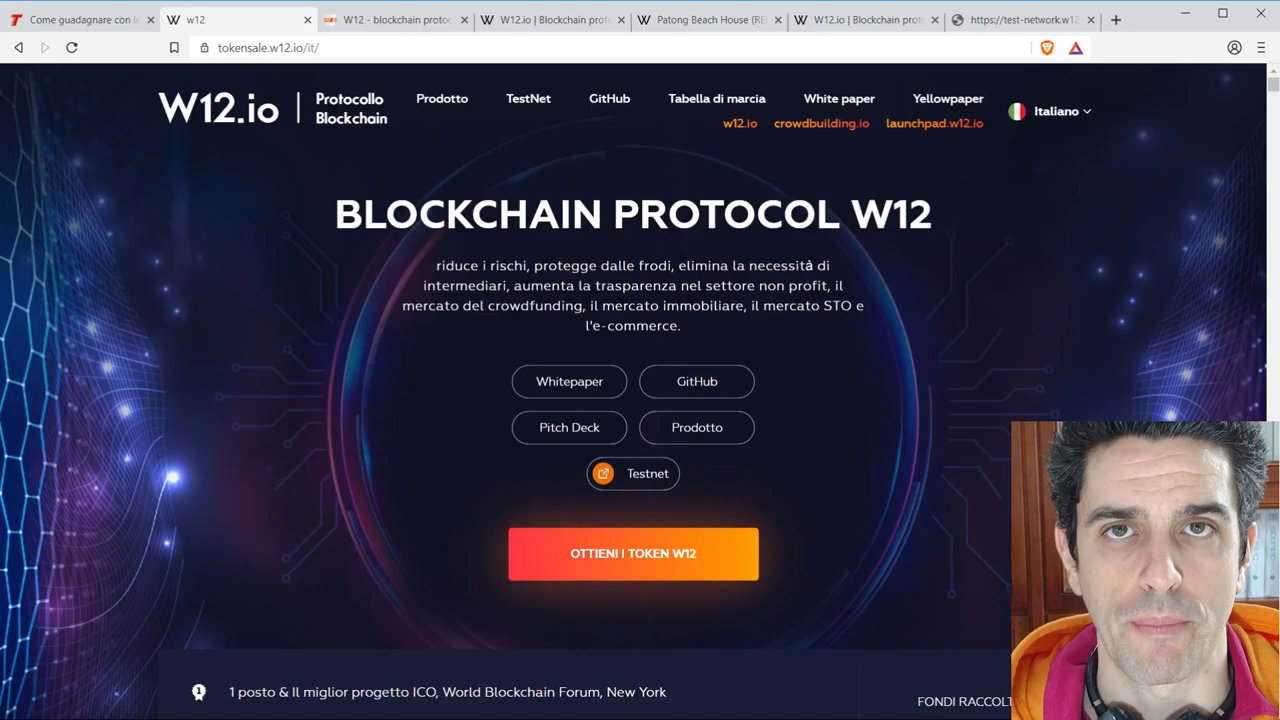 Come guadagnare con l
w12
W12 - blockchain protoc
W12.io | Blockchain prot
Patong Beach House (RE
W12.io | Blockchain prot
https://test-network.w12
tokensale.w12.io/it/
W12.io
Protocollo
Blockchain
Prodotto
TestNet
GitHub
Tabella di marcia
White paper
Yellowpaper
w12.io
crowdbuilding.io
launchpad.w12.io
Italiano
BLOCKCHAIN PROTOCOL W12
riduce i rischi, protegge dalle frodi, elimina la necessità di
intermediari, aumenta la trasparenza nel settore non profit, il
mercato del crowdfunding, il mercato immobiliare, il mercato STO e
l'e-commerce.
Whitepaper
GitHub
Pitch Deck
Prodotto
Testnet
OTTIENI I TOKEN W12
1 posto & Il miglior progetto ICO, World Blockchain Forum, New York
FONDI RACCOLT